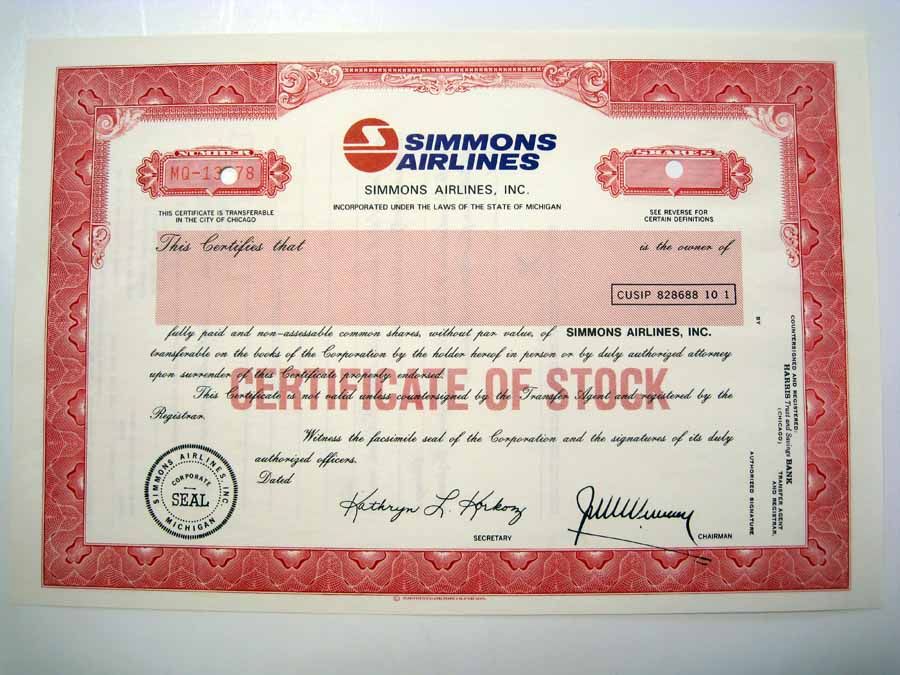 SIMMONS
AIRLINES
NUMBER
MQ-13 78
SHARES
SIMMONS AIRLINES, INC.
INCORPORATED UNDER THE LAWS OF THE STATE OF MICHIGAN
THIS CERTIFICATE IS TRANSFERABLE
IN THE CITY OF CHICAGO
SEE REVERSE FOR
CERTAIN DEFINITIONS
This Certifies that is the owner of
CUSIP 828688 10 1
fully paid and non-assessable common shares, without par value, of SIMMONS AIRLINES, INC.
transferable on the books of the Corporation by the holder hereof in person or by duly authorized attorney
upon surrender of this Certificate properly endorsed.
CERTIFICATE OF STOCK
This Certificate is not valid unless countersigned by the Transfer Agent and registered by the
Registrar.
Witness the facsimile seal of the Corporation and the signatures of its duly
authorized officers.
Dated
SIMMONS AIRLINES, INC.
CORPORATE
SEAL
MICHIGAN
Kathryn L.
SECRETARY
CHAIRMAN
COUNTERSIGNED AND REGISTERED:
HARRIS Trust and Savings BANK
(CHICAGO)
TRANSFER AGENT
AND REGISTRAR,
BY
AUTHORIZED SIGNATURE